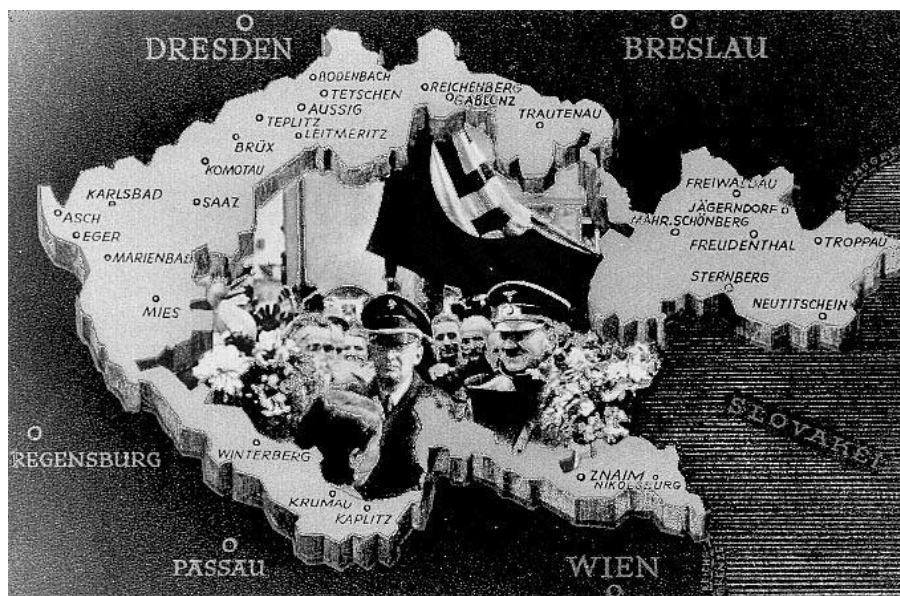 DRESDEN
BRESLAU
BODENBACH
TETSCHEN
AUSSIG
TEPLITZ
LEITMERITZ
BRÜX
KOMOTAU
REICHENBERG
GABLONZ
TRAUTENAU
KARLSBAD
SAAZ
ASCH
EGER
MARIENBAD
MIES
FREIWALDAU
JÄGERNDORF
MÄHR.SCHÖNBERG
FREUDENTHAL
TROPPAU
STERNBERG
NEUTITSCHEIN
SLOVAKEI
REGENSBURG
WINTERBERG
KRUMAU
KAPLITZ
ZNAIM
NIKOLSBURG
PASSAU
WIEN